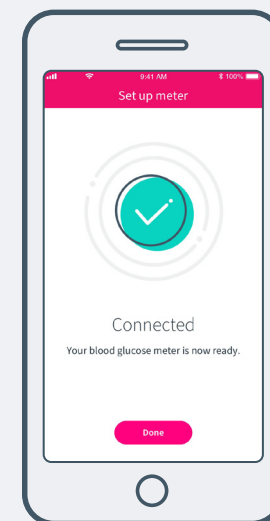 9:41 AM 100%
Set up meter
Connected
Your blood glucose meter is now ready.
Done